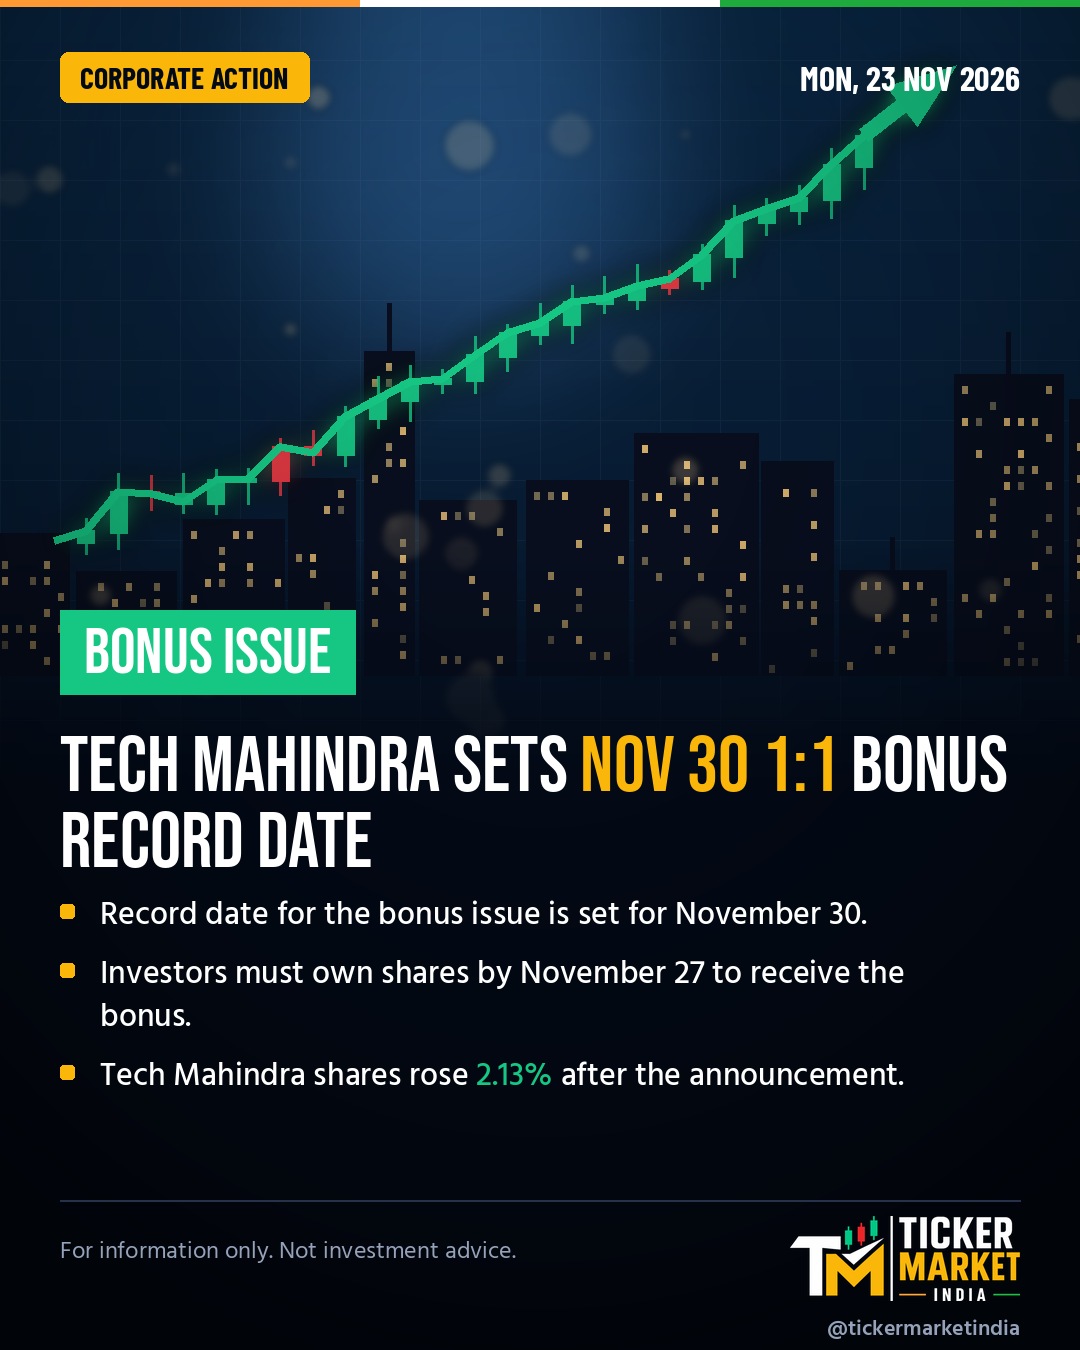 CORPORATE ACTION
MON, 23 NOV 2026
BONUS ISSUE
TECH MAHINDRA SETS NOV 30 1:1 BONUS
RECORD DATE
Record date for the bonus issue is set for November 30.
Investors must own shares by November 27 to receive the
bonus.
Tech Mahindra shares rose 2.13% after the announcement.
For information only. Not investment advice.
TM
TICKER
MARKET
INDIA
@tickermarketindia